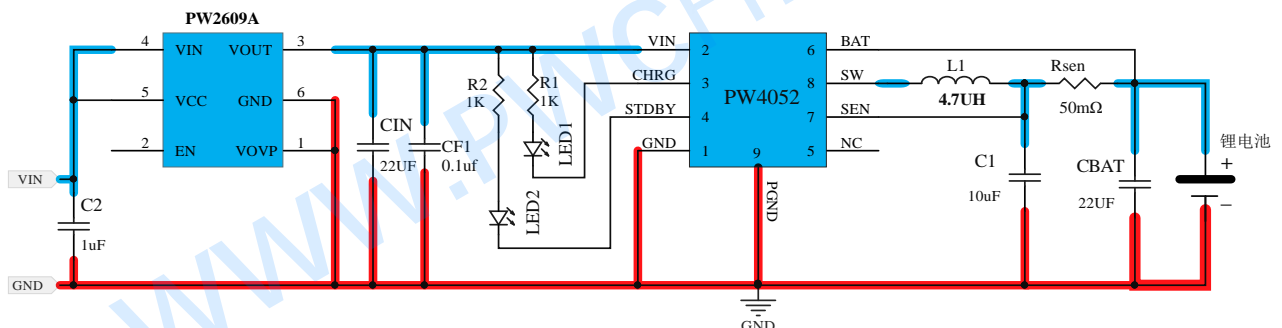 PW2609A
4 VIN VOUT 3
5 VCC GND 6
2 EN VOVP 1
VIN
GND
C2
1uF
CIN
22UF
CF1
0.1uf
R2
1K
R1
1K
LED1
LED2
VIN 2 6 BAT
CHRG 3 8 SW
STDBY 4 7 SEN
GND 1 5 NC
PW4052
9
PGND
GND
L1
4.7UH
Rsen
50mΩ
C1
10uF
CBAT
22UF
锂电池
+
−
WWW.PWCH